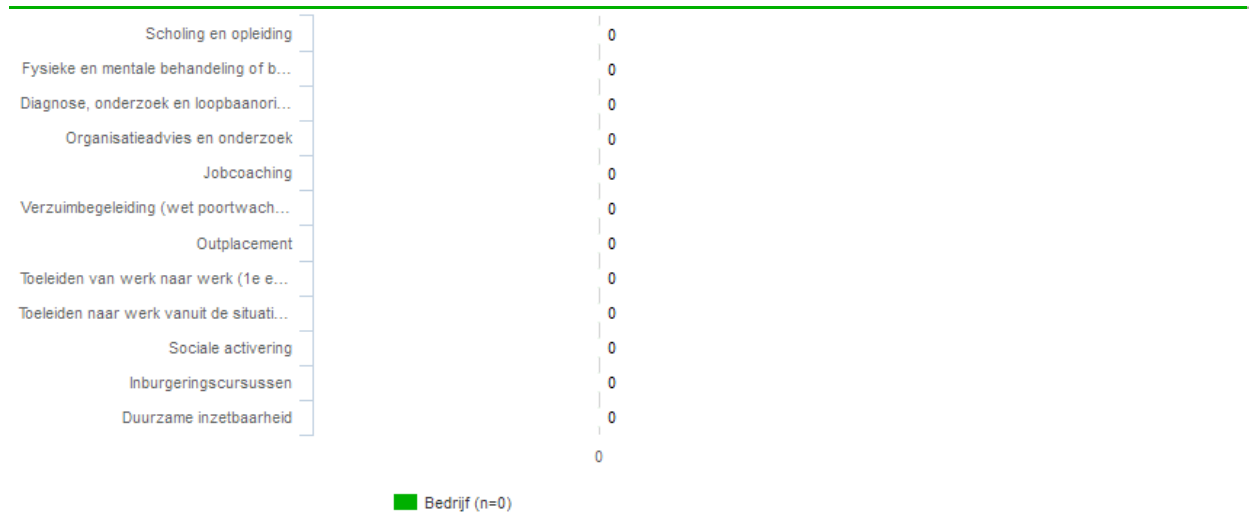 Scholing en opleiding 0
Fysieke en mentale behandeling of b... 0
Diagnose, onderzoek en loopbaanori... 0
Organisatieadvies en onderzoek 0
Jobcoaching 0
Verzuimbegeleiding (wet poortwach... 0
Outplacement 0
Toeleiden van werk naar werk (1e e... 0
Toeleiden naar werk vanuit de situati... 0
Sociale activering 0
Inburgeringscursussen 0
Duurzame inzetbaarheid 0
0
Bedrijf (n=0)